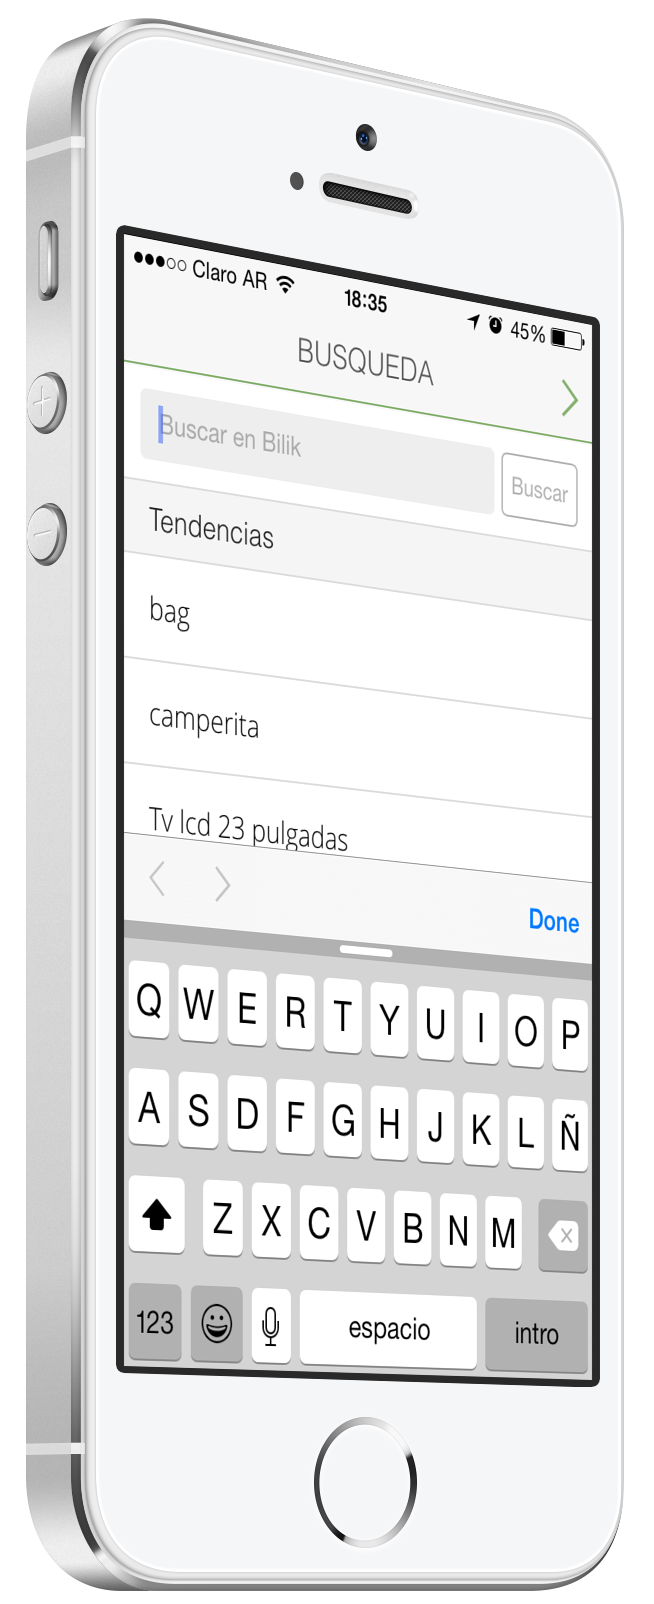 Claro AR 18:35 45%
BUSQUEDA
Buscar en Bilik Buscar
Tendencias
bag
camperita
Tv lcd 23 pulgadas
Done
Q W E R T Y U I O P
A S D F G H J K L Ñ
Z X C V B N M
123 espacio intro